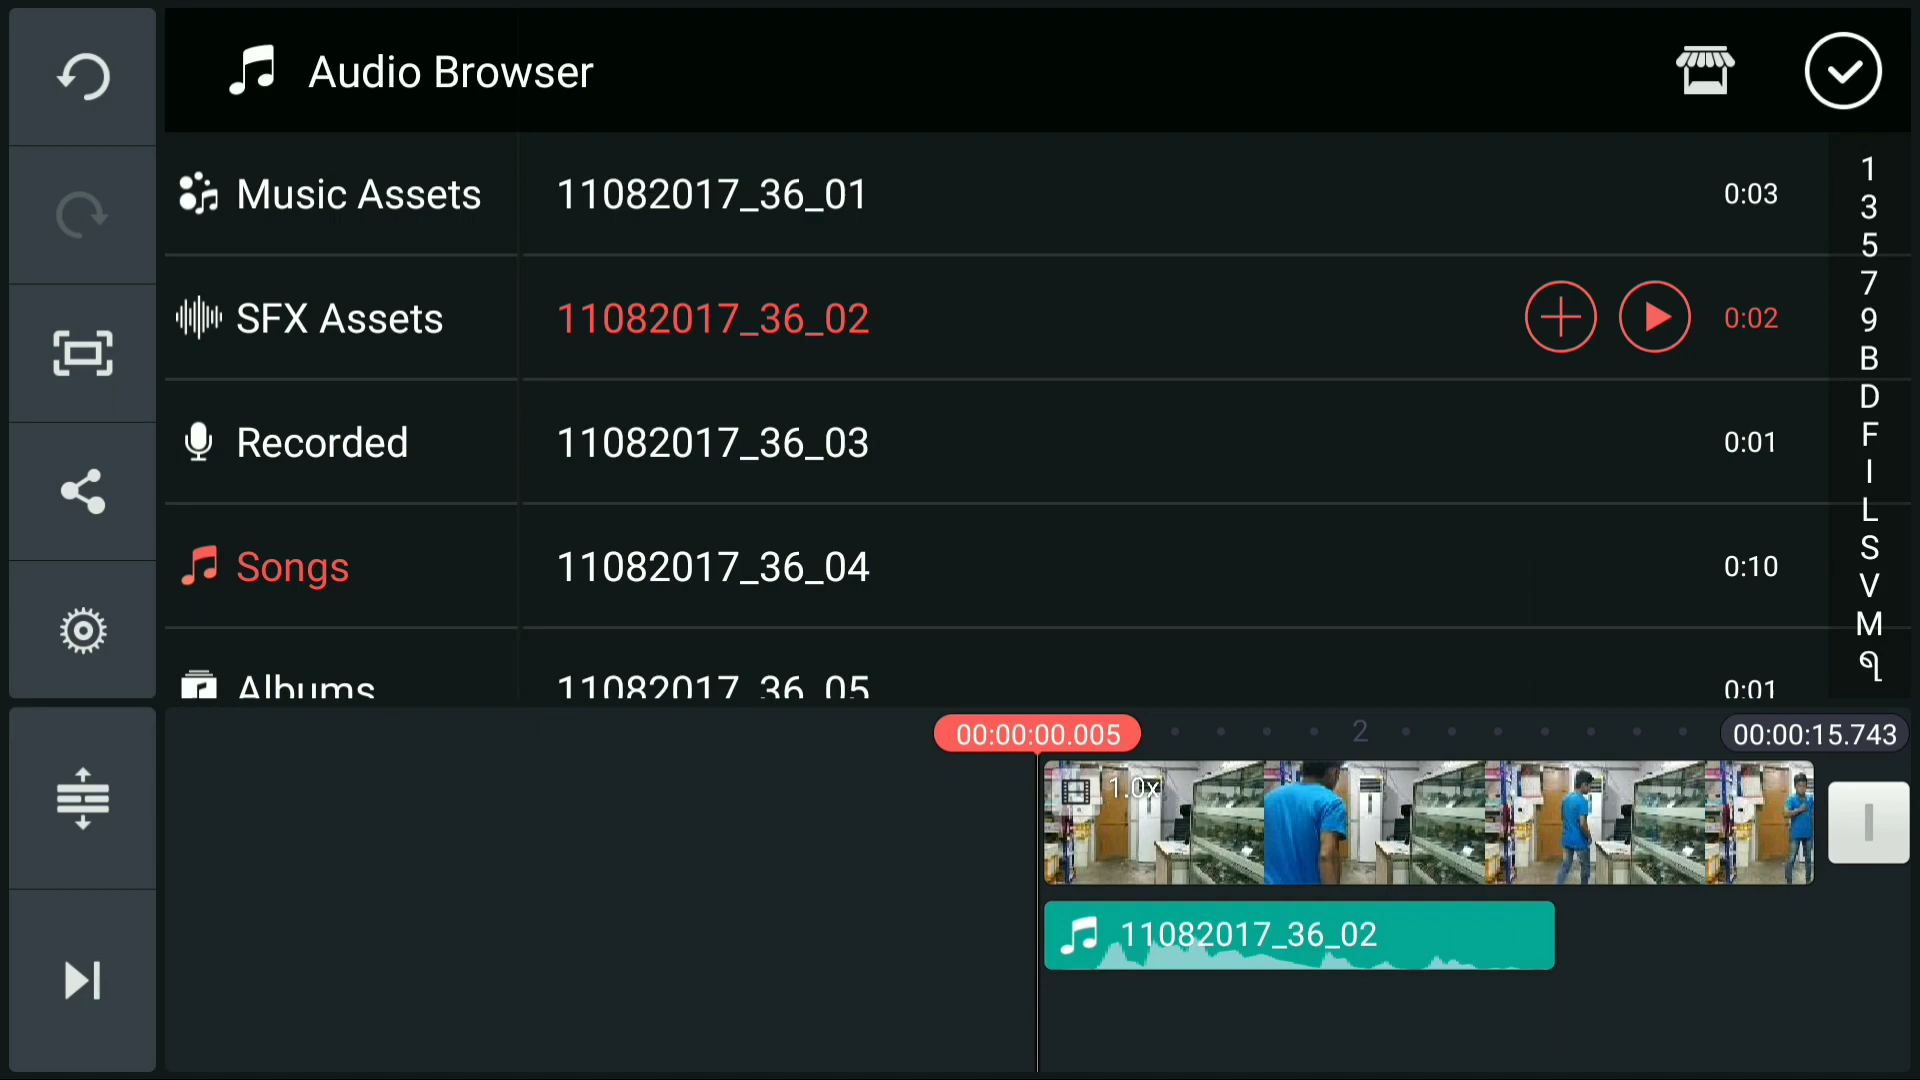 Audio Browser
Music Assets
11082017_36_01
0:03
SFX Assets
11082017_36_02
0:02
Recorded
11082017_36_03
0:01
Songs
11082017_36_04
0:10
Albums
11082017_36_05
0:01
1
3
5
7
9
B
D
F
I
L
S
V
M
00:00:00.005
2
00:00:15.743
1.0x
11082017_36_02